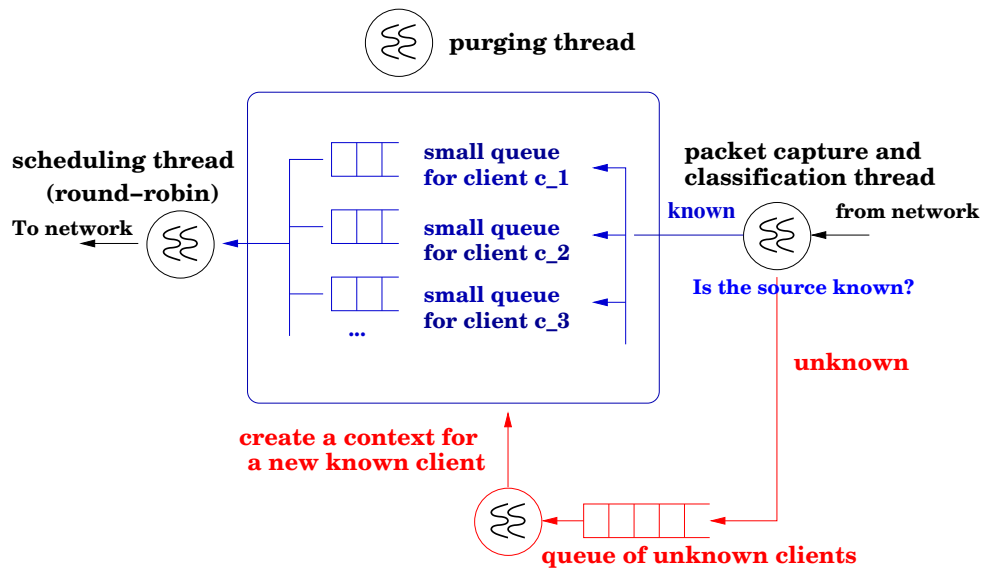 purging thread
scheduling thread
(round−robin)
To network
small queue
for client c_1
small queue
for client c_2
small queue
for client c_3
...
packet capture and
classification thread
known
from network
Is the source known?
unknown
create a context for
a new known client
queue of unknown clients